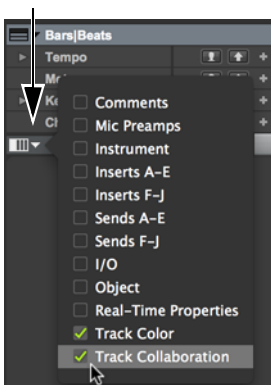 Bars|Beats
Tempo
Comments
Mic Preamps
Instrument
Inserts A-E
Inserts F-J
Sends A-E
Sends F-J
I/O
Object
Real-Time Properties
Track Color
Track Collaboration